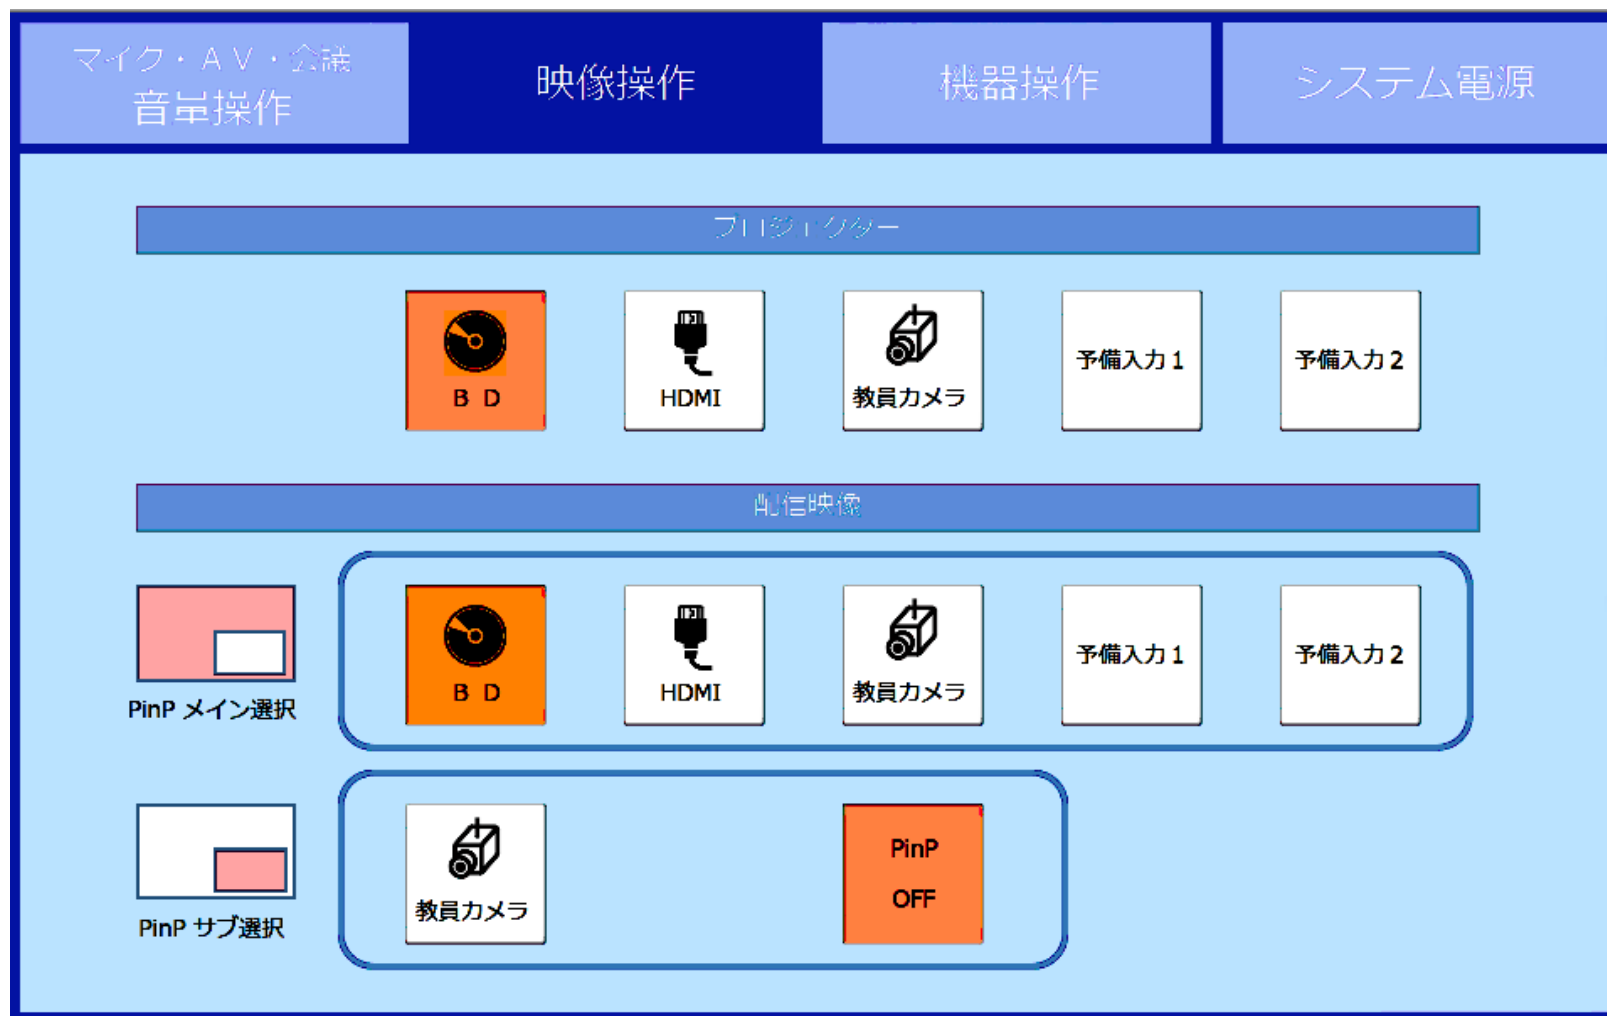 マイク・ＡＶ・会議
音量操作
映像操作
機器操作
システム電源
プロジェクター
ＢＤ
HDMI
教員カメラ
予備入力1
予備入力2
配信映像
PinP メイン選択
ＢＤ
HDMI
教員カメラ
予備入力1
予備入力2
PinP サブ選択
教員カメラ
PinP
OFF